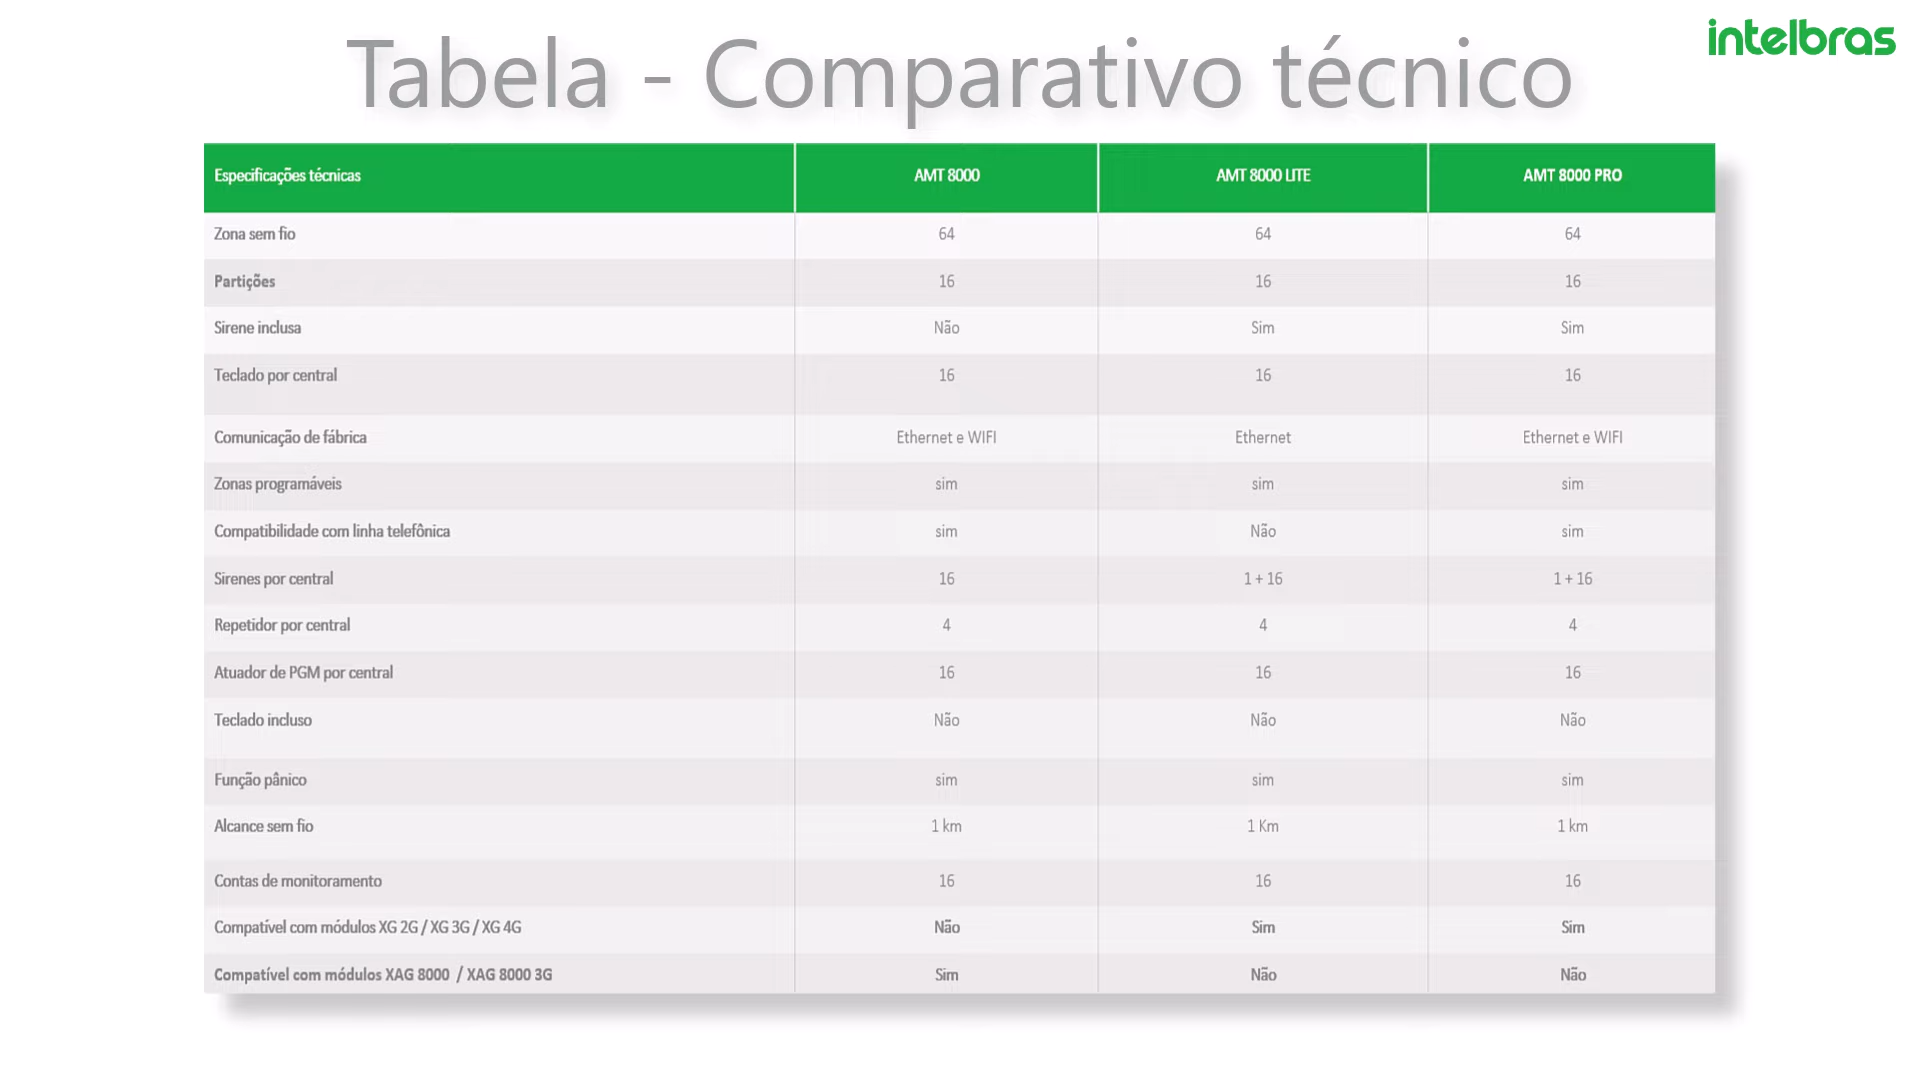 intelbras
Tabela - Comparativo técnico
Especificações técnicas AMT 8000 AMT 8000 LITE AMT 8000 PRO
Zona sem fio 64 64 64
Partições 16 16 16
Sirene inclusa Não Sim Sim
Teclado por central 16 16 16
Comunicação de fábrica Ethernet e WIFI Ethernet Ethernet e WIFI
Zonas programáveis sim sim sim
Compatibilidade com linha telefônica sim Não sim
Sirenes por central 16 1 + 16 1 + 16
Repetidor por central 4 4 4
Atuador de PGM por central 16 16 16
Teclado incluso Não Não Não
Função pânico sim sim sim
Alcance sem fio 1 km 1 Km 1 km
Contas de monitoramento 16 16 16
Compatível com módulos XG 2G / XG 3G / XG 4G Não Sim Sim
Compatível com módulos XAG 8000 / XAG 8000 3G Sim Não Não